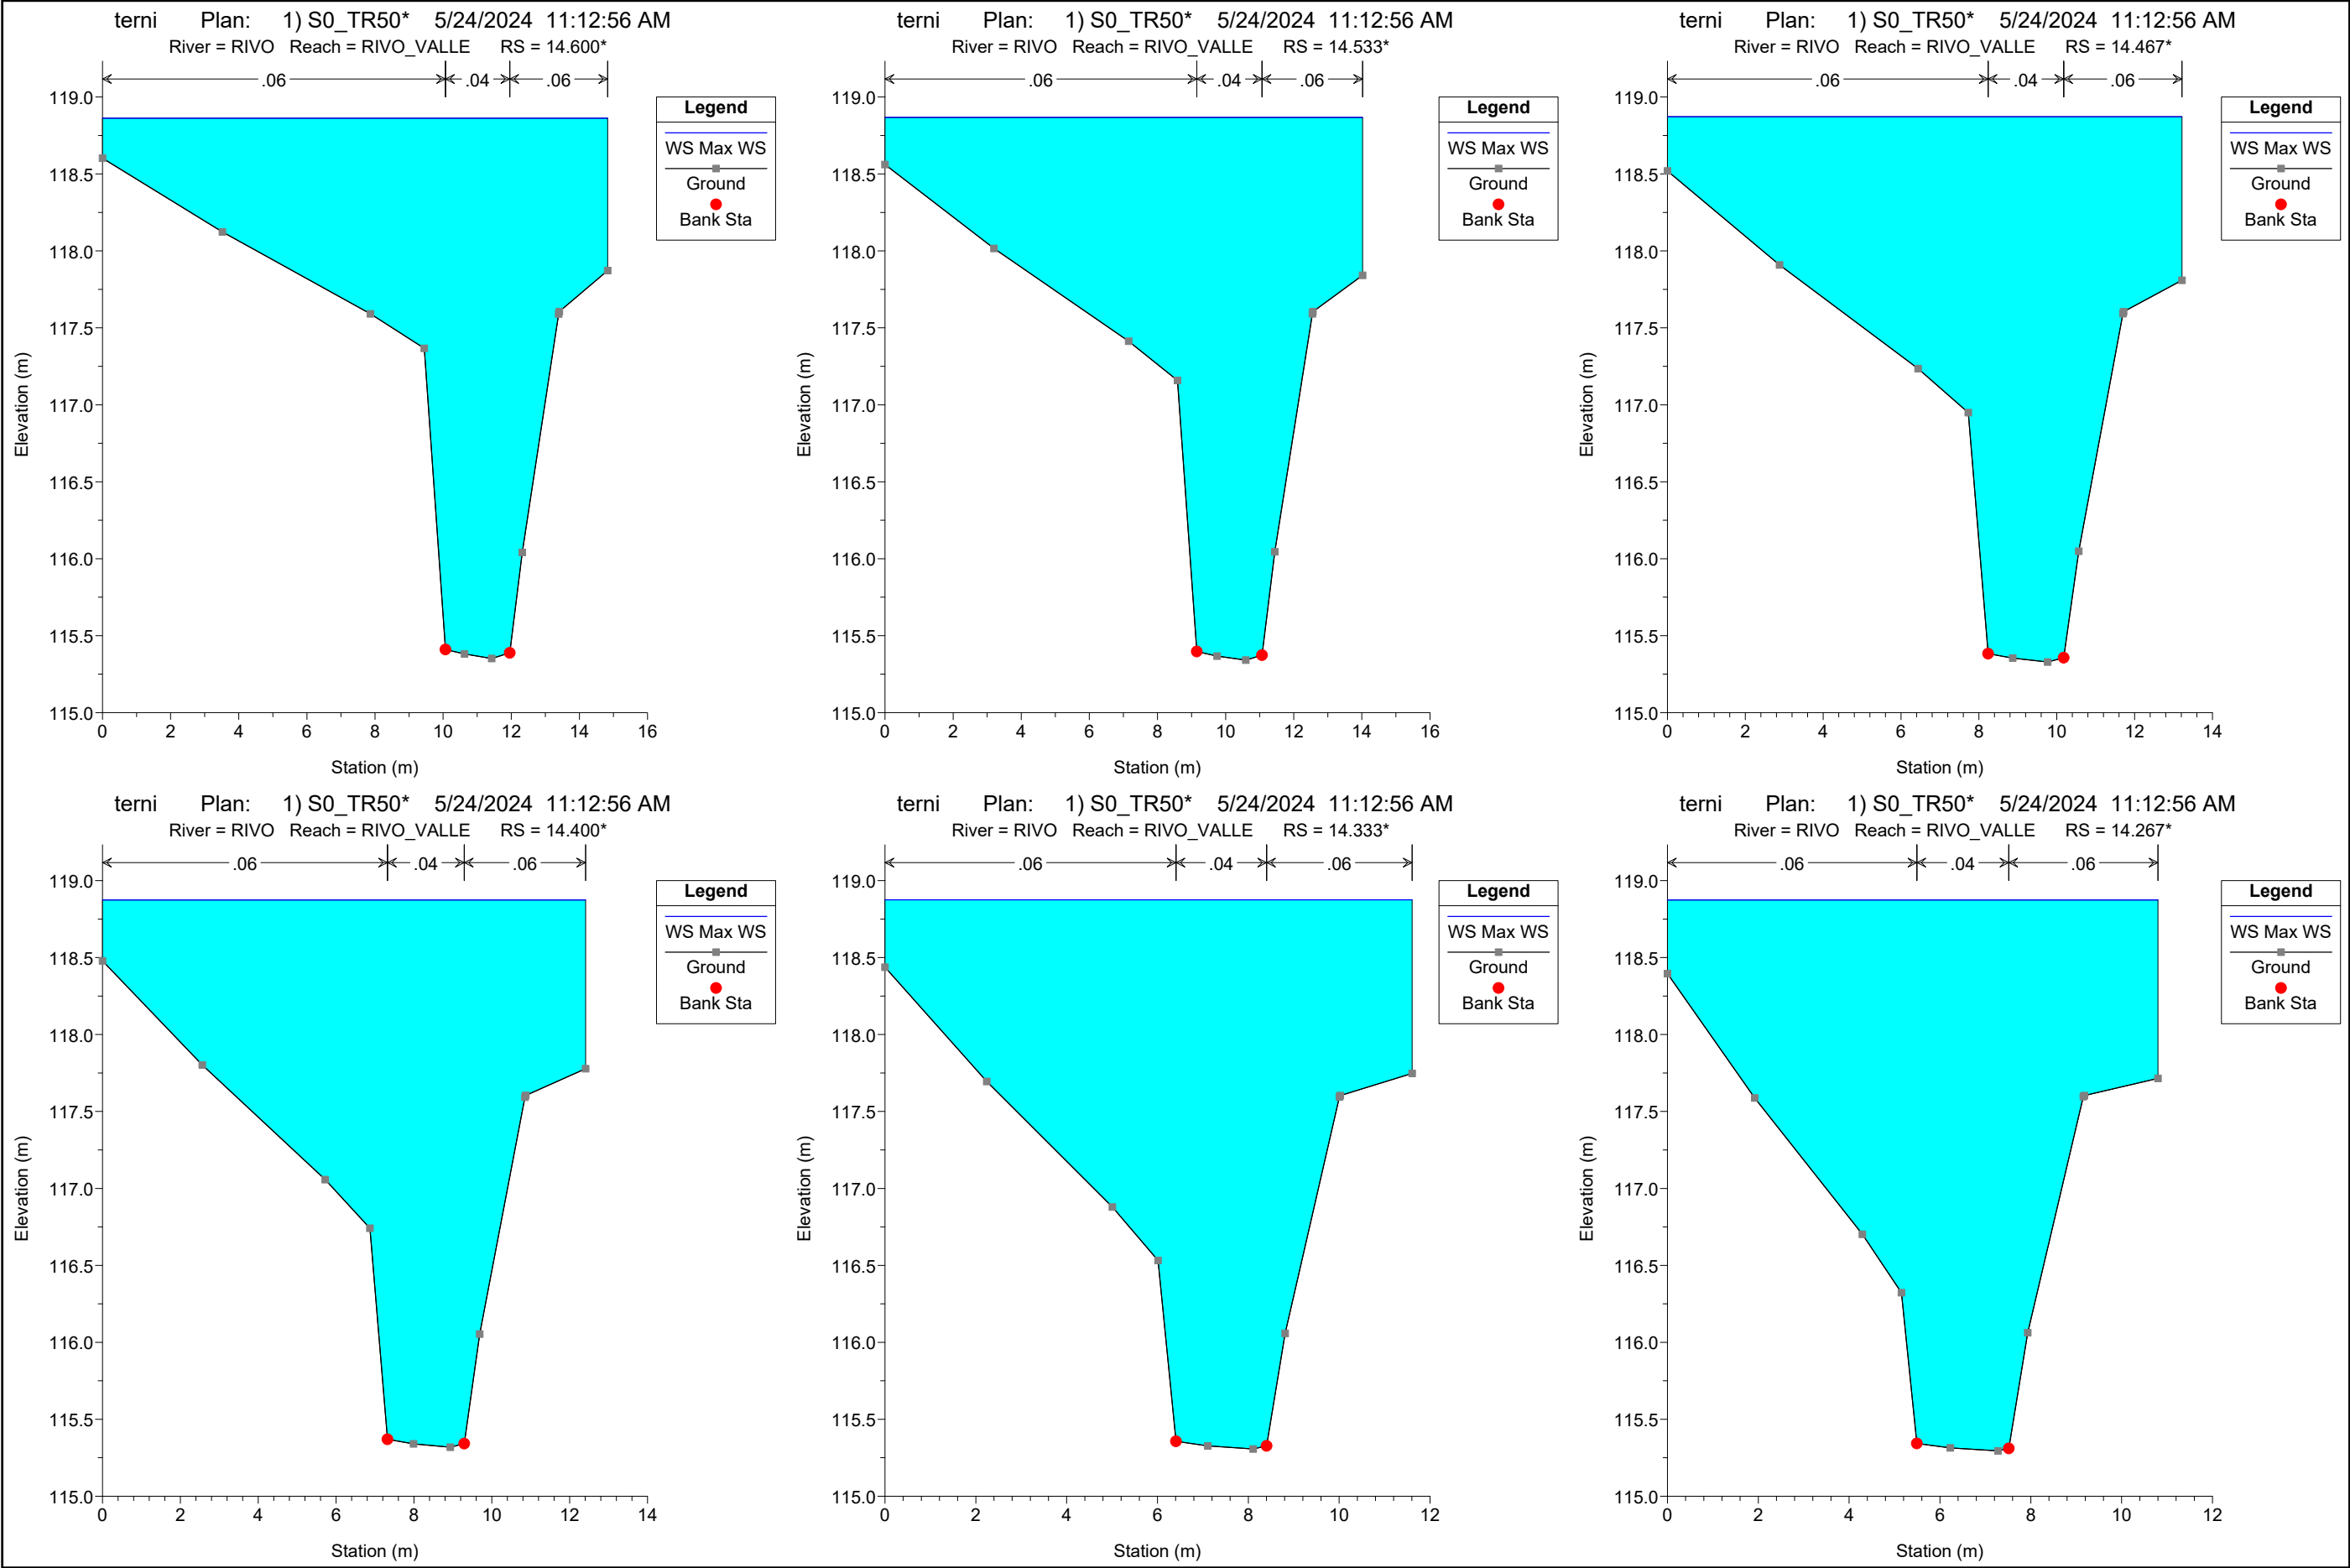 terni Plan: 1) S0_TR50* 5/24/2024 11:12:56 AM
River = RIVO Reach = RIVO_VALLE RS = 14.600*
.06 .04 .06
Legend
WS Max WS
Ground
Bank Sta
119.0
118.5
118.0
117.5
117.0
116.5
116.0
115.5
115.0
Elevation (m)
0 2 4 6 8 10 12 14 16
Station (m)
terni Plan: 1) S0_TR50* 5/24/2024 11:12:56 AM
River = RIVO Reach = RIVO_VALLE RS = 14.533*
.06 .04 .06
Legend
WS Max WS
Ground
Bank Sta
119.0
118.5
118.0
117.5
117.0
116.5
116.0
115.5
115.0
Elevation (m)
0 2 4 6 8 10 12 14 16
Station (m)
terni Plan: 1) S0_TR50* 5/24/2024 11:12:56 AM
River = RIVO Reach = RIVO_VALLE RS = 14.467*
.06 .04 .06
Legend
WS Max WS
Ground
Bank Sta
119.0
118.5
118.0
117.5
117.0
116.5
116.0
115.5
115.0
Elevation (m)
0 2 4 6 8 10 12 14
Station (m)
terni Plan: 1) S0_TR50* 5/24/2024 11:12:56 AM
River = RIVO Reach = RIVO_VALLE RS = 14.400*
.06 .04 .06
Legend
WS Max WS
Ground
Bank Sta
119.0
118.5
118.0
117.5
117.0
116.5
116.0
115.5
115.0
Elevation (m)
0 2 4 6 8 10 12 14
Station (m)
terni Plan: 1) S0_TR50* 5/24/2024 11:12:56 AM
River = RIVO Reach = RIVO_VALLE RS = 14.333*
.06 .04 .06
Legend
WS Max WS
Ground
Bank Sta
119.0
118.5
118.0
117.5
117.0
116.5
116.0
115.5
115.0
Elevation (m)
0 2 4 6 8 10 12
Station (m)
terni Plan: 1) S0_TR50* 5/24/2024 11:12:56 AM
River = RIVO Reach = RIVO_VALLE RS = 14.267*
.06 .04 .06
Legend
WS Max WS
Ground
Bank Sta
119.0
118.5
118.0
117.5
117.0
116.5
116.0
115.5
115.0
Elevation (m)
0 2 4 6 8 10 12
Station (m)